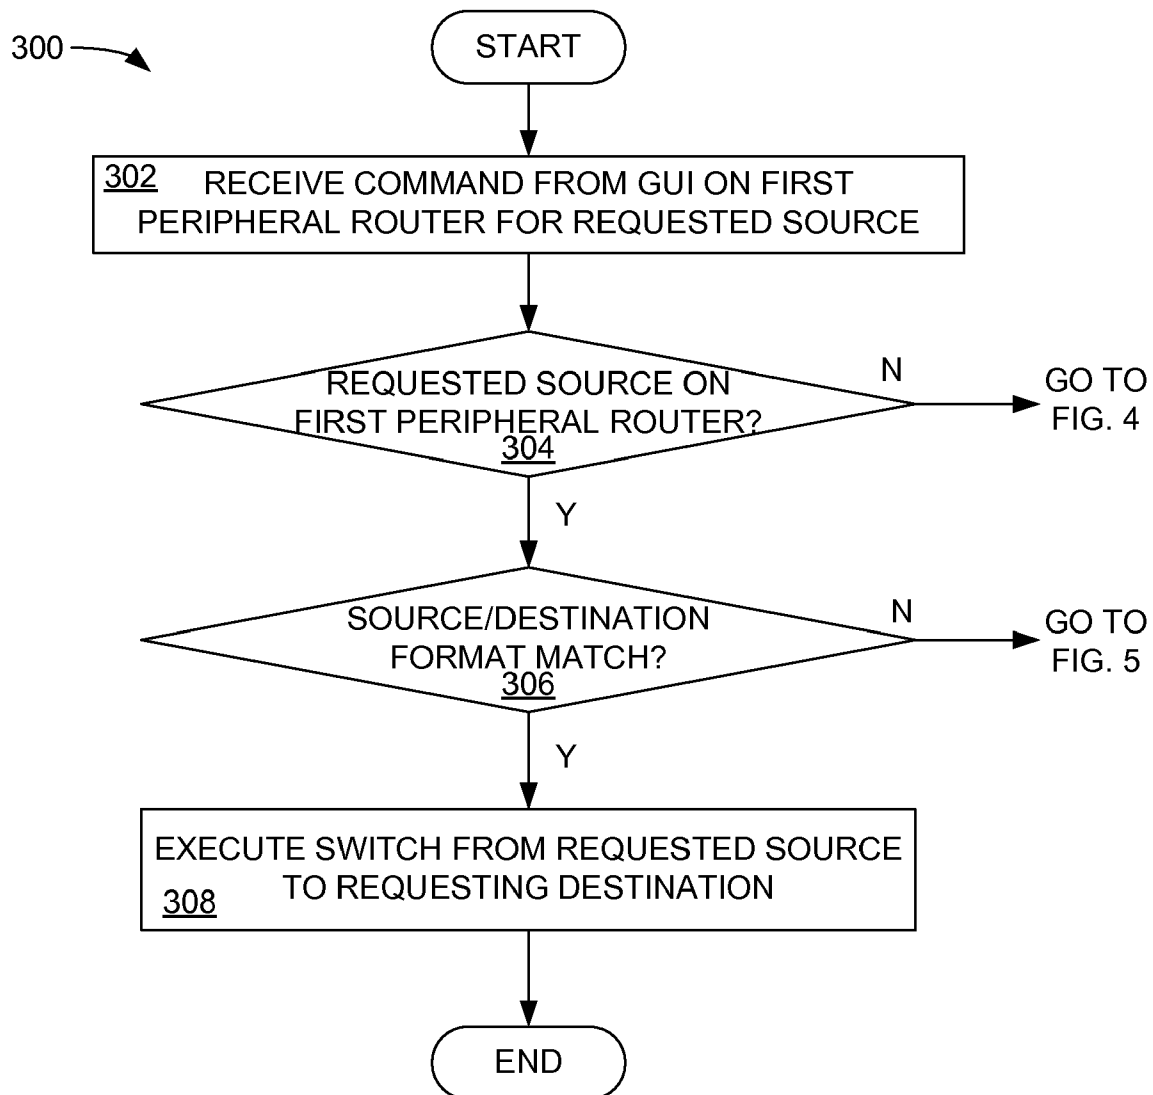 300
START
302
RECEIVE COMMAND FROM GUI ON FIRST
PERIPHERAL ROUTER FOR REQUESTED SOURCE
REQUESTED SOURCE ON
FIRST PERIPHERAL ROUTER?
304
N
GO TO
FIG. 4
Y
SOURCE/DESTINATION
FORMAT MATCH?
306
N
GO TO
FIG. 5
Y
EXECUTE SWITCH FROM REQUESTED SOURCE
TO REQUESTING DESTINATION
308
END